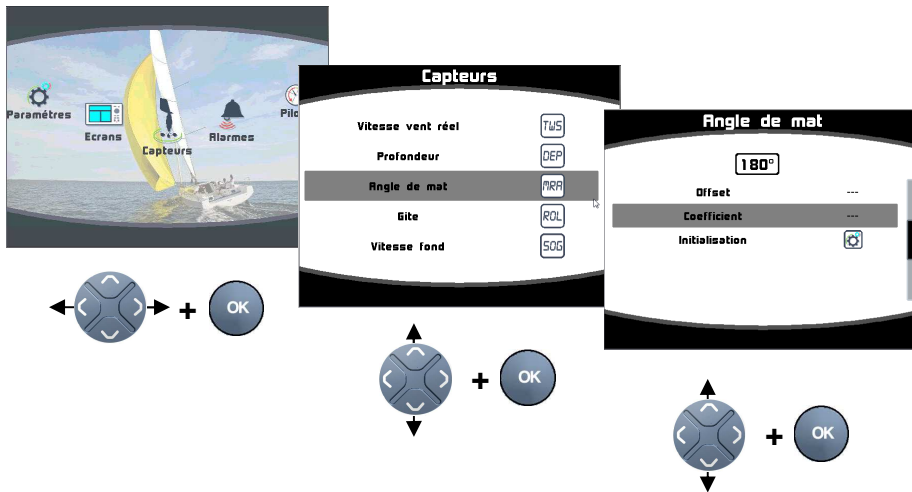 Paramétres
Ecrans
Capteurs
Alarmes
Pilo
OK
Capteurs
Vitesse vent réel TWS
Profondeur DEP
Angle de mat MRA
Gite ROL
Vitesse fond SOG
OK
Angle de mat
180°
Offset ---
Coefficient ---
Initialisation
OK